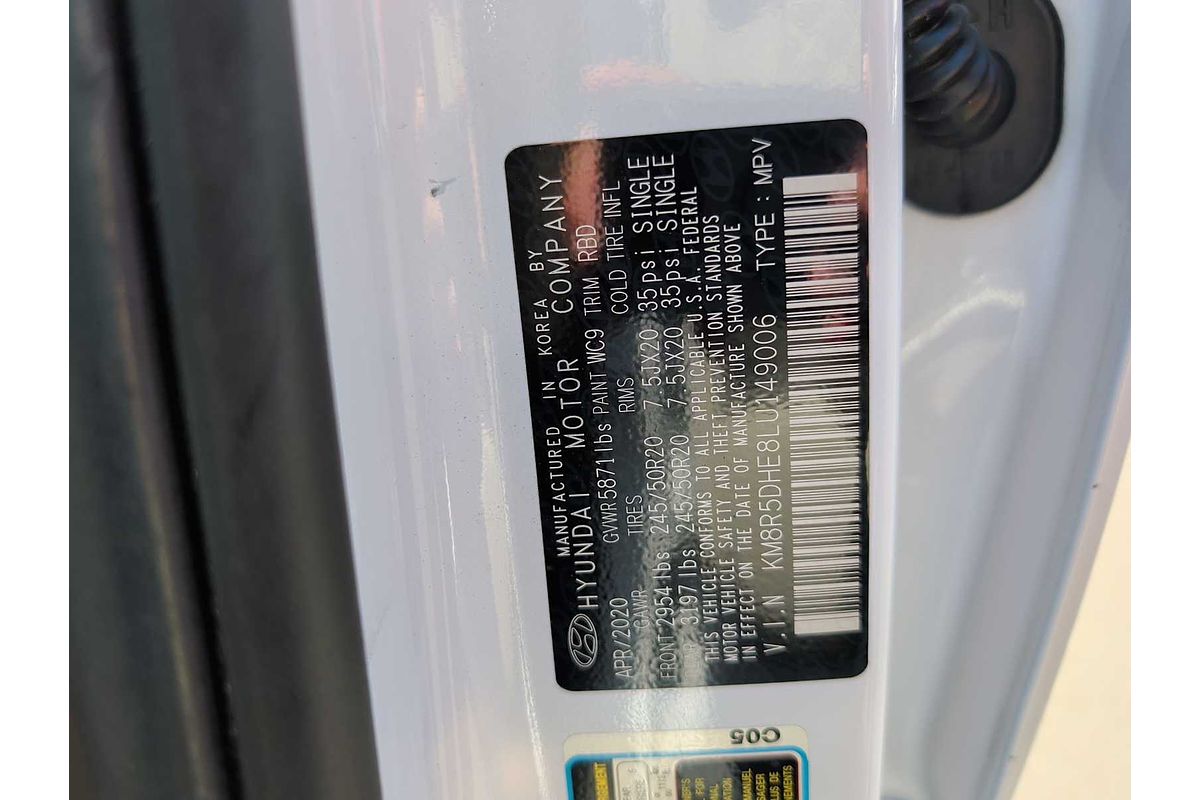 MANUFACTURED IN KOREA BY
HYUNDAI MOTOR COMPANY
APR/2020 GVWR5871lbs PAINT WC9 TRIM RBD
GAWR TIRES RIMS COLD TIRE INFL
FRONT 2954lbs 245/50R20 7.5JX20 35psi SINGLE
3197lbs 245/50R20 7.5JX20 35psi SINGLE
THIS VEHICLE CONFORMS TO ALL APPLICABLE U.S.A. FEDERAL
MOTOR VEHICLE SAFETY AND THEFT PREVENTION STANDARDS
IN EFFECT ON THE DATE OF MANUFACTURE SHOWN ABOVE
V.I.N KM8R5DHE8LU149006 TYPE : MPV
C05
MANUEL
PLUS DE